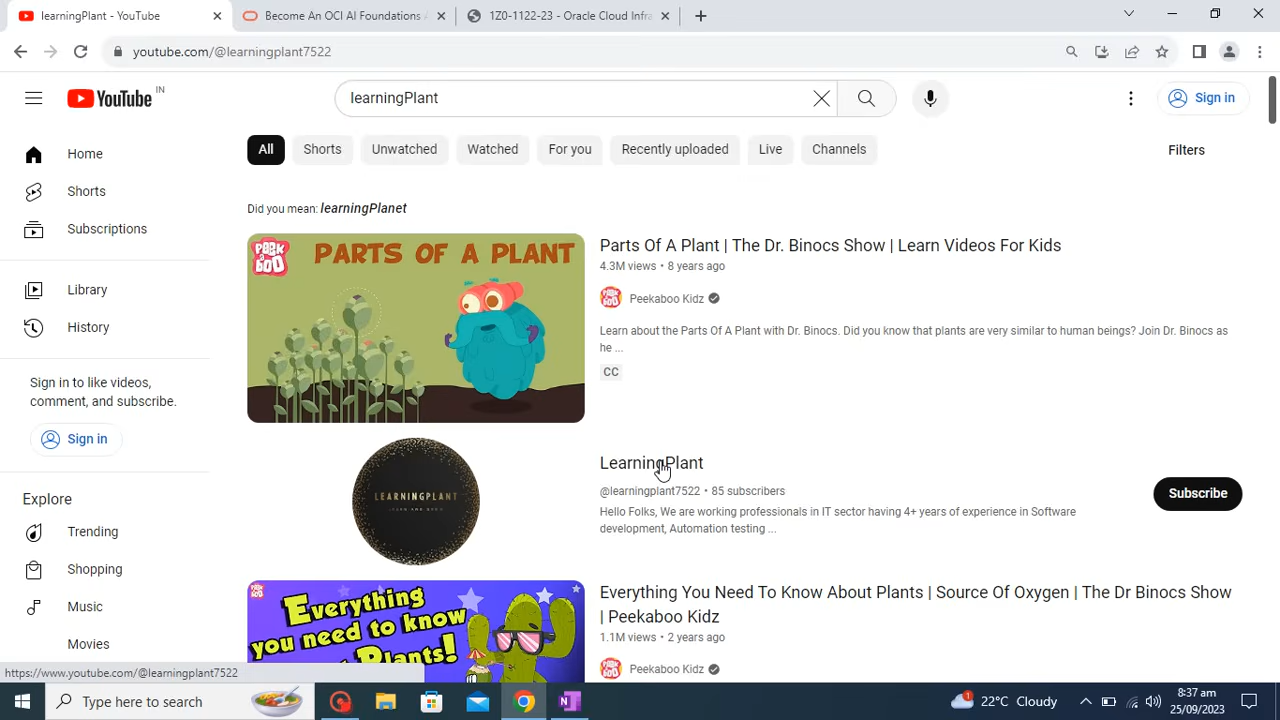 learningPlant - YouTube
Become An OCI AI Foundations A
1Z0-1122-23 - Oracle Cloud Infra
youtube.com/@learningplant7522
YouTube IN
learningPlant
Sign in
Home
Shorts
Subscriptions
Library
History
Sign in to like videos,
comment, and subscribe.
Sign in
Explore
Trending
Shopping
Music
Movies
All
Shorts
Unwatched
Watched
For you
Recently uploaded
Live
Channels
Filters
Did you mean: learningPlanet
PEEK A BOO
PARTS OF A PLANT
Parts Of A Plant | The Dr. Binocs Show | Learn Videos For Kids
4.3M views • 8 years ago
Peekaboo Kidz
Learn about the Parts Of A Plant with Dr. Binocs. Did you know that plants are very similar to human beings? Join Dr. Binocs as
he ...
CC
LEARNINGPLANT
LearningPlant
@learningplant7522 • 85 subscribers
Hello Folks, We are working professionals in IT sector having 4+ years of experience in Software
development, Automation testing ...
Subscribe
Everything
you need to know
Plants!
Everything You Need To Know About Plants | Source Of Oxygen | The Dr Binocs Show
| Peekaboo Kidz
1.1M views • 2 years ago
Peekaboo Kidz
https://www.youtube.com/@learningplant7522
Type here to search
1
22°C Cloudy
8:37 am
25/09/2023